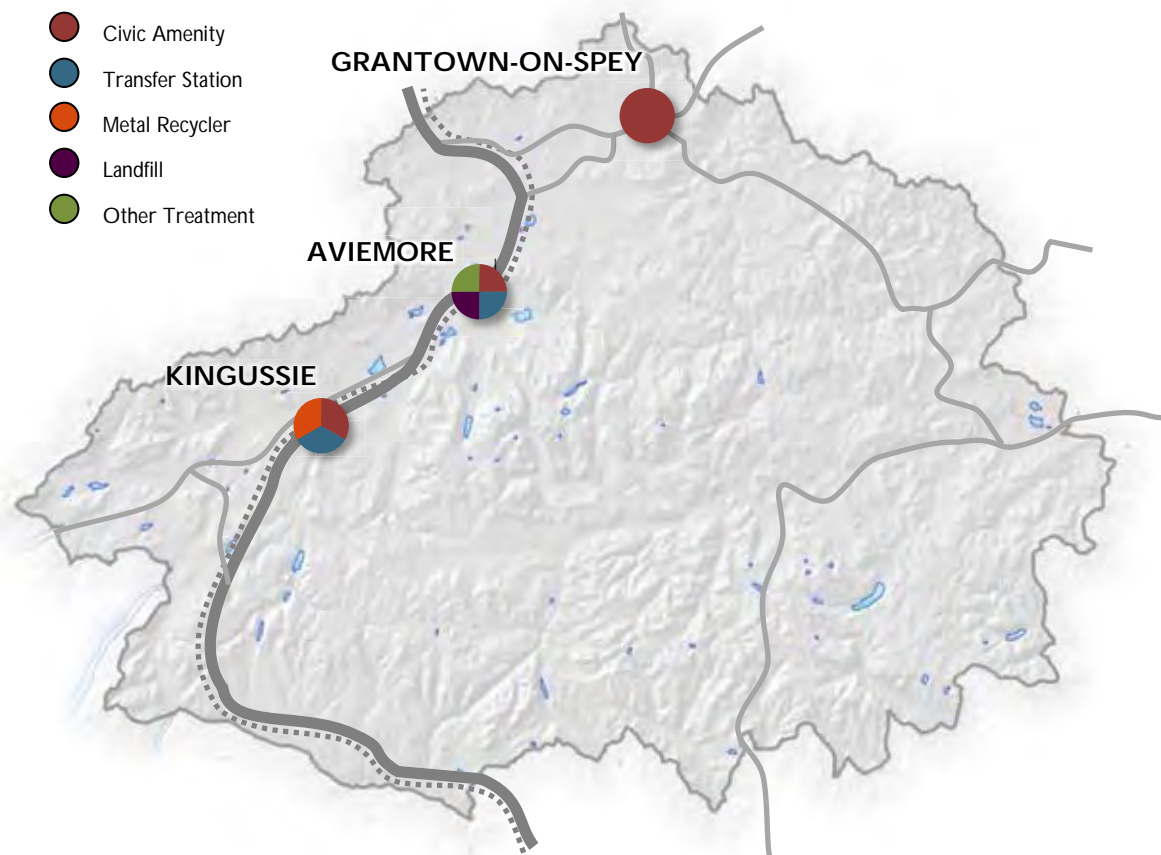 Civic Amenity
Transfer Station
Metal Recycler
Landfill
Other Treatment
GRANTOWN-ON-SPEY
AVIEMORE
KINGUSSIE